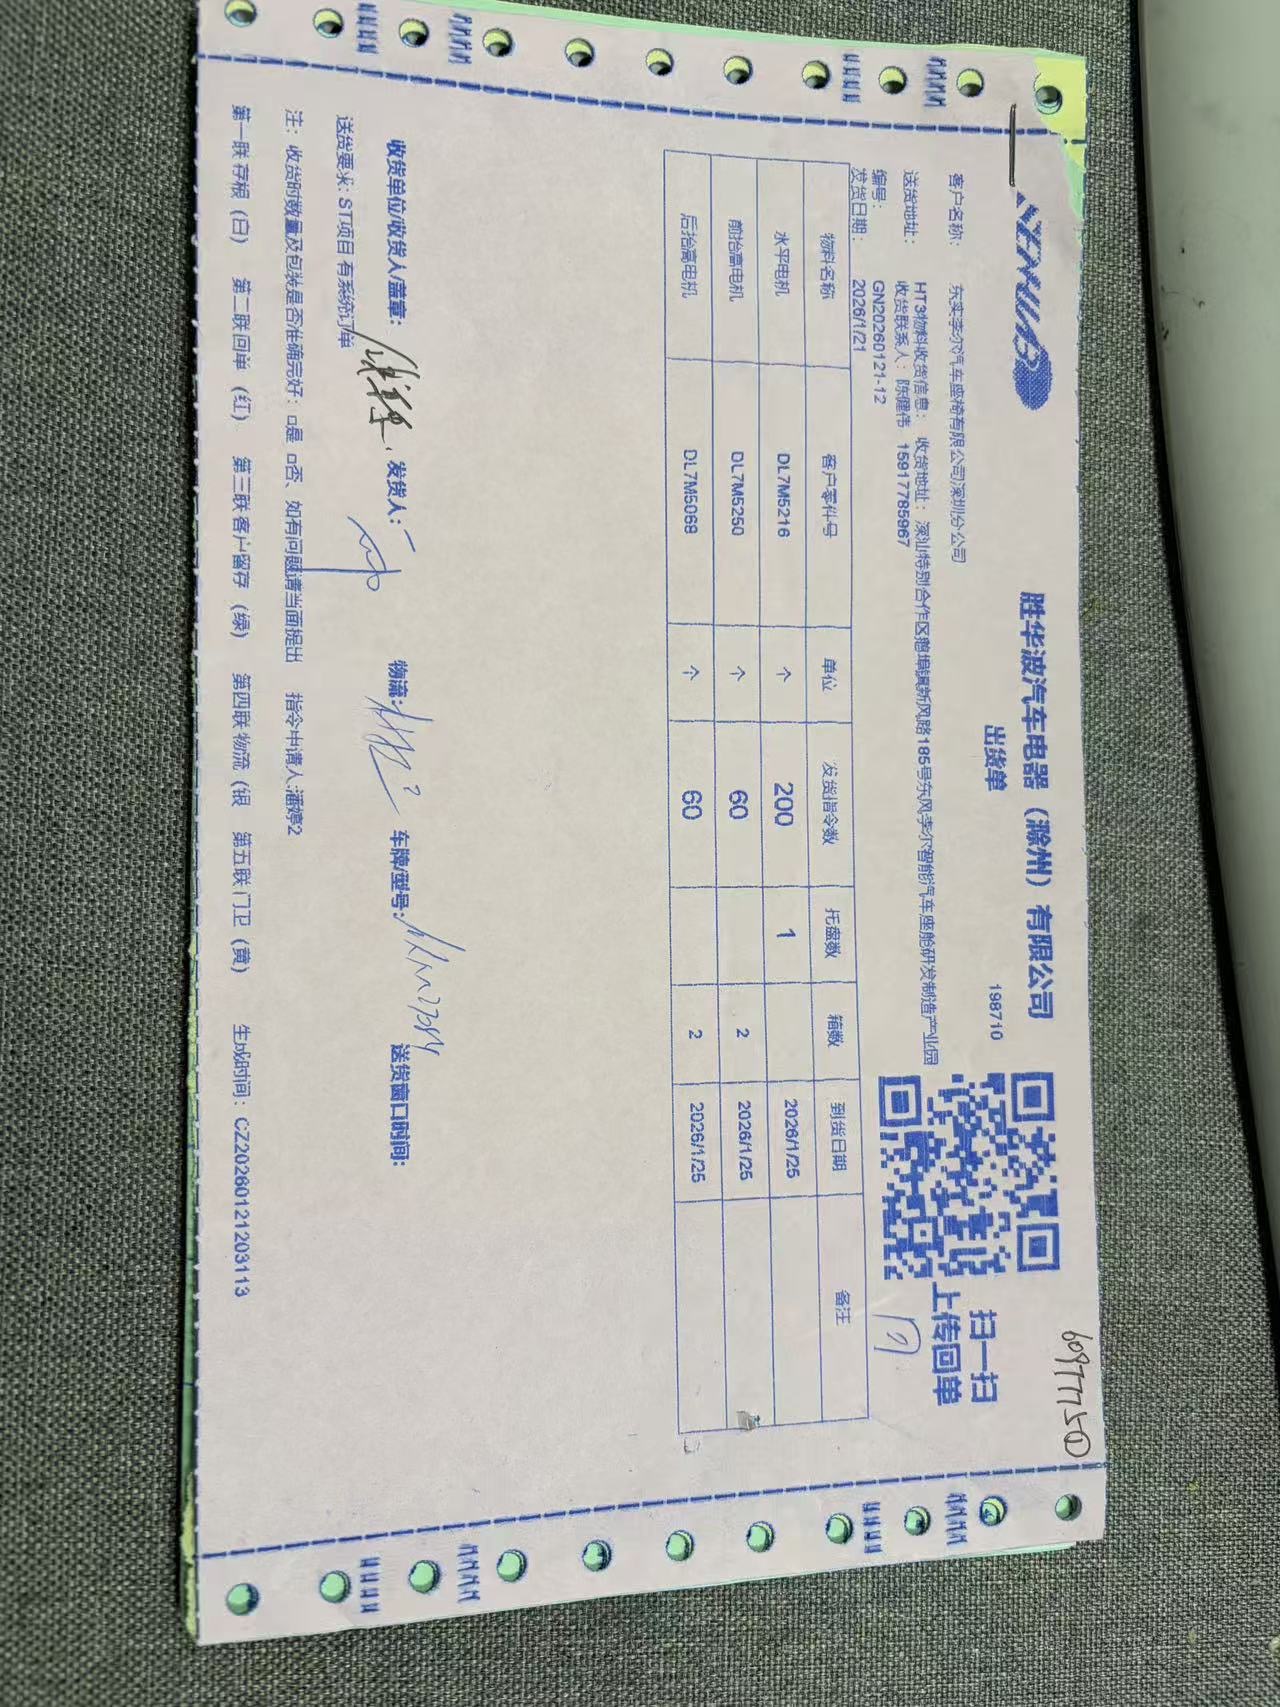 SHENGHUABO
胜华波汽车电器（滁州）有限公司
出货单
198710
6097775①
扫一扫
上传回单
客户名称： 东实李尔汽车座椅有限公司深圳分公司
送货地址： HT3物料收货信息： 收货地址：深汕特别合作区鹅埠镇新风路185号东风李尔智能汽车座舱研发制造产业园
收货联系人：陈健伟 15917785967
编号： GN20260121-12
发货日期： 2026/1/21
物料名称 客户零件号 单位 发货指令数 托盘数 箱数 到货日期 备注
水平电机 DL7M5216 个 200 1 2026/1/25
前抬高电机 DL7M5250 个 60 2 2026/1/25
后抬高电机 DL7M5068 个 60 2 2026/1/25
收货单位/收货人/盖章： 发货人： 物流： 车牌/型号： 送货窗口时间：
送货要求：ST项目 有系统订单
注：收货时数量及包装是否准确完好：□是 □否、如有问题请当面提出 指令申请人:潘婷2
第一联存根（白） 第二联回单（红） 第三联客户留存（绿） 第四联物流（银 第五联门卫（黄） 生成时间：CZ20260121203113